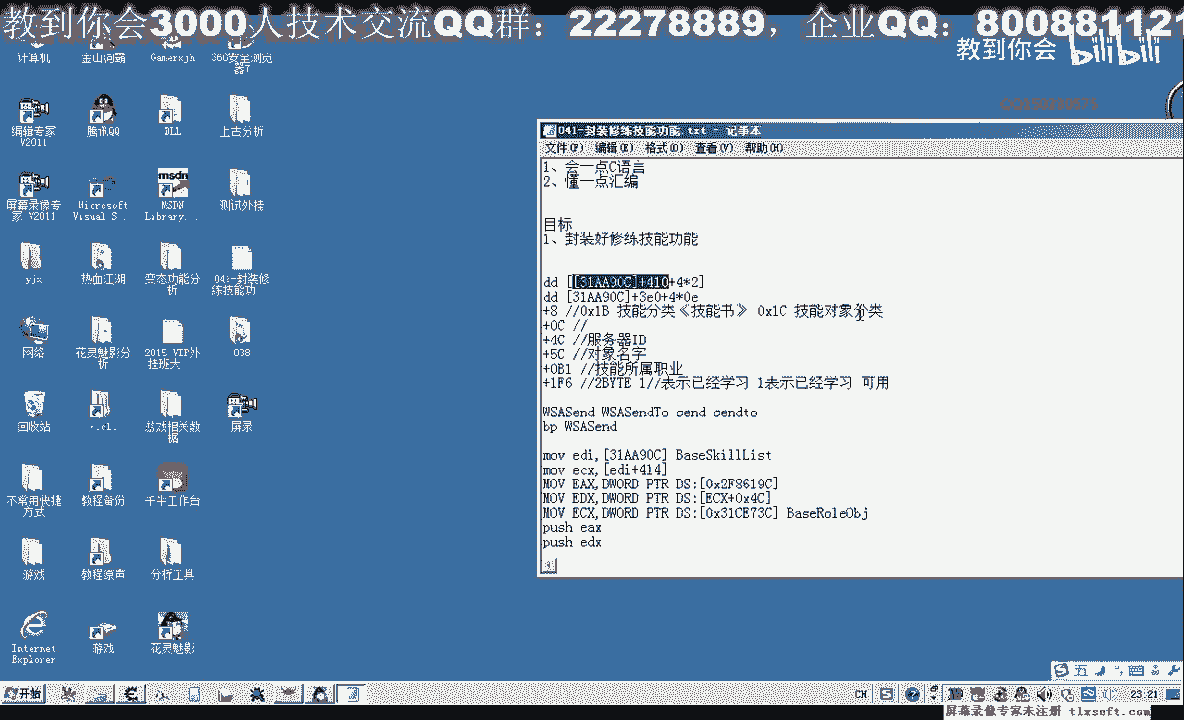 教到你会3000人技术交流QQ群：22278889，企业QQ：800881121
教到你会 bilibili
计算机
金山词霸
Gamerxjh
360安全浏览器7
编辑专家 V2011
腾讯QQ
DLL
上古分析
屏幕录像专家 V2011
Microsoft Visual S...
msdn
MSDN Library...
测试外挂
yjx
热血江湖
变态功能分析
041-封装修练技能功
网络
花灵魅影分析
2015 VIP外挂班大
038
回收站
游戏相关数据
屏录
不常用快捷方式
教程备份
千牛工作台
游戏
教程原声
分析工具
Internet Explorer
游戏
花灵魅影
041-封装修练技能功能.txt - 记事本
文件(F) 编辑(E) 格式(O) 查看(V) 帮助(H)
1、会一点C语言
2、懂一点汇编
目标
1、封装好修练技能功能
dd [[31AA90C]+410+4*2]
dd [31AA90C]+3e0+4*0e
+8 //0x1B 技能分类《技能书》 0x1C 技能对象分类
+0C //
+4C //服务器ID
+5C //对象名字
+0B1 //技能所属职业
+1F6 //2BYTE 1//表示已经学习 1表示已经学习 可用
WSASend WSASendTo send sendto
bp WSASend
mov edi,[31AA90C] BaseSkillList
mov ecx,[edi+414]
MOV EAX,DWORD PTR DS:[0x2F8619C]
MOV EDX,DWORD PTR DS:[ECX+0x4C]
MOV ECX,DWORD PTR DS:[0x31CE73C] BaseRoleObj
push eax
push edx
开始
CH
五
23:21
屏幕录像专家未注册 tlxsoft.com